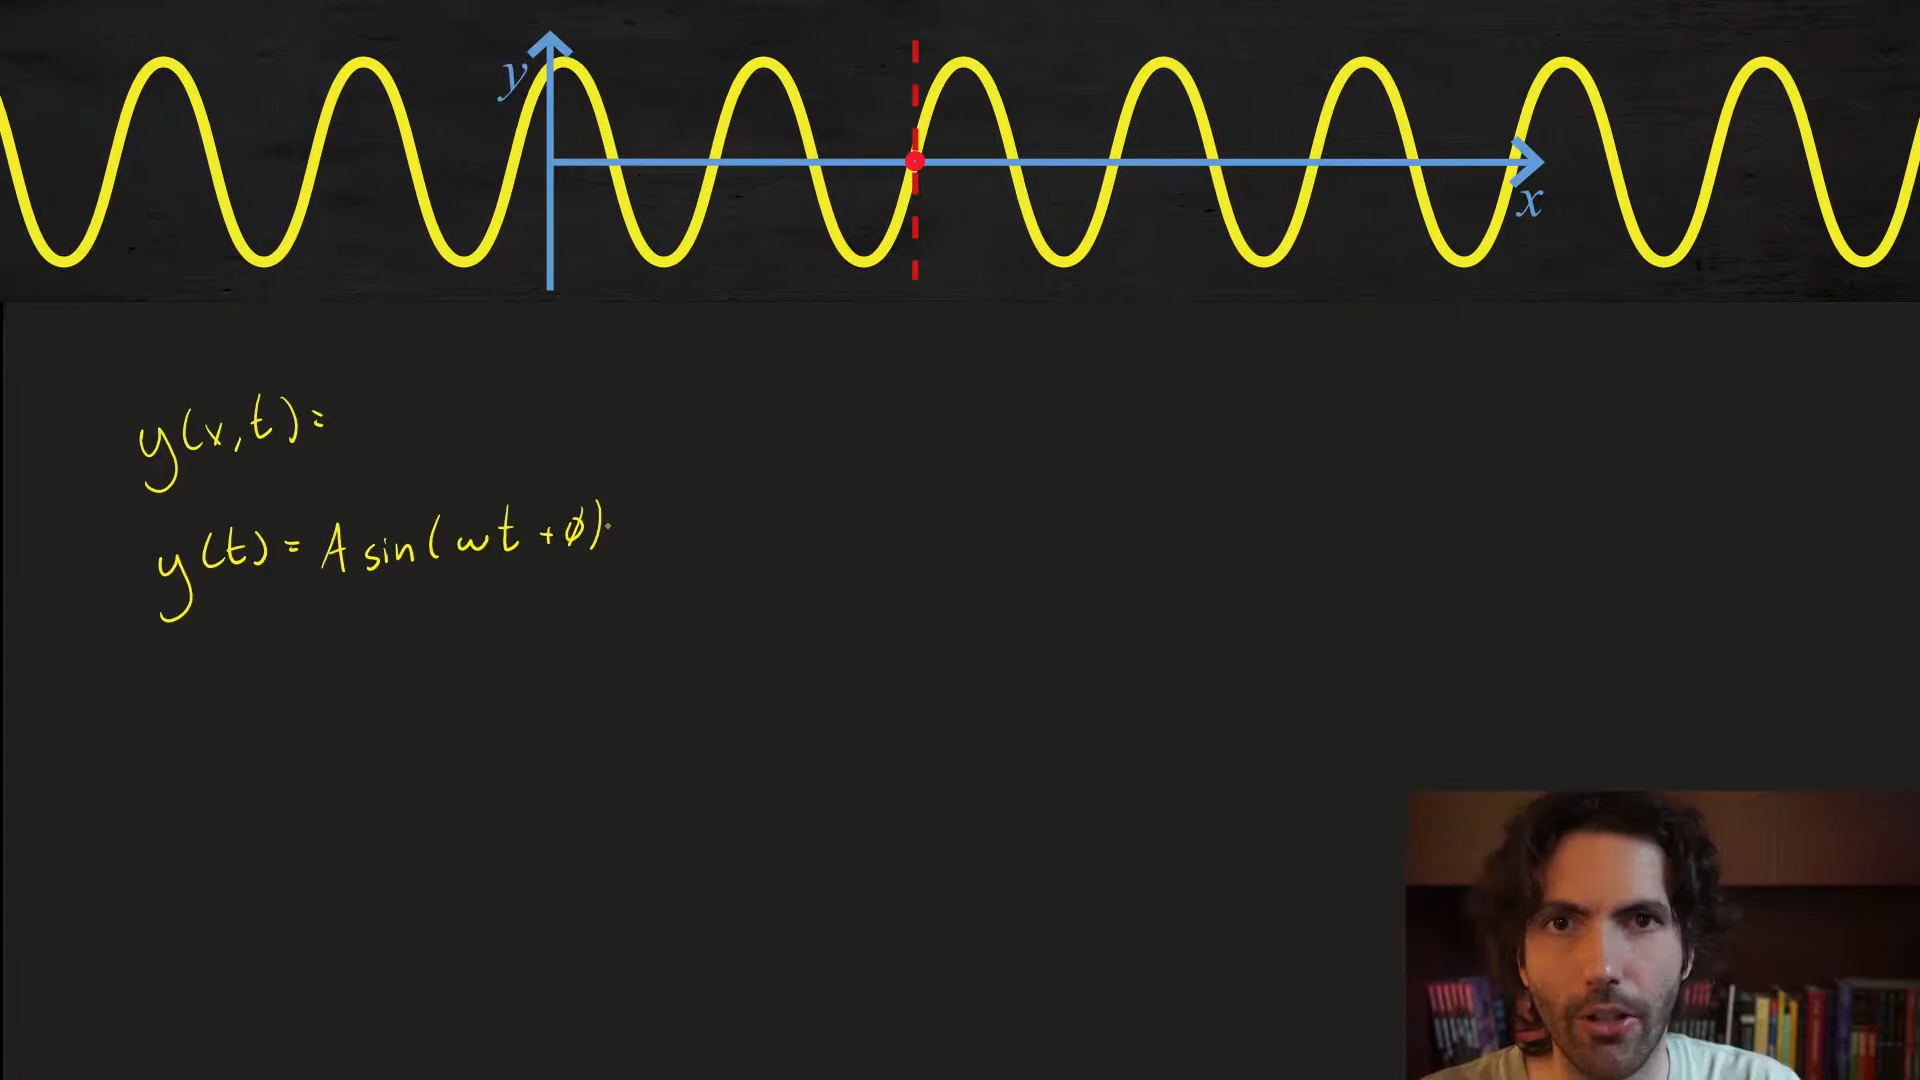 y
x
y(x,t)=
y(t) = A sin(ωt + ø)